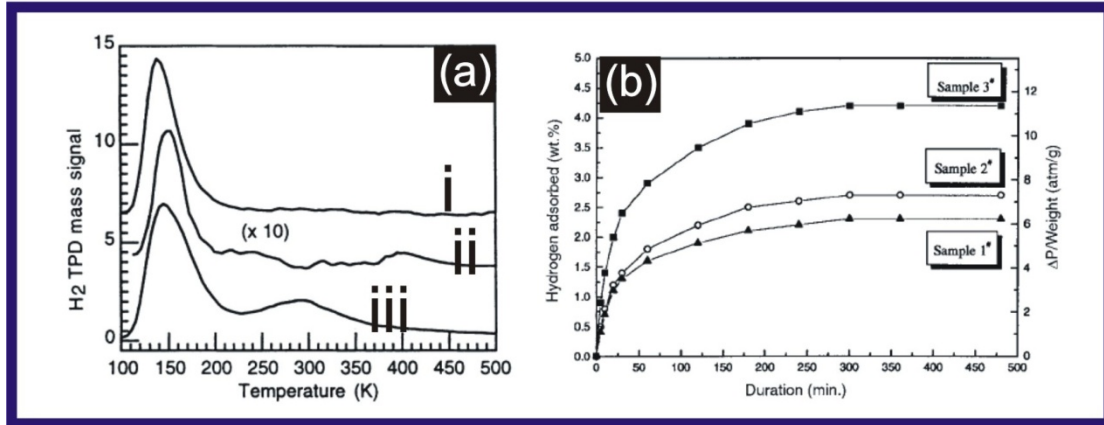 (a)
15
10
5
0
H2 TPD mass signal
i
(x 10)
ii
iii
100 150 200 250 300 350 400 450 500
Temperature (K)
(b)
5.0
4.5
4.0
3.5
3.0
2.5
2.0
1.5
1.0
0.5
0.0
Hydrogen adsorbed (wt.%)
Sample 3#
Sample 2#
Sample 1#
12
10
8
6
4
2
0
ΔP/Weight (atm/g)
0 50 100 150 200 250 300 350 400 450 500
Duration (min.)